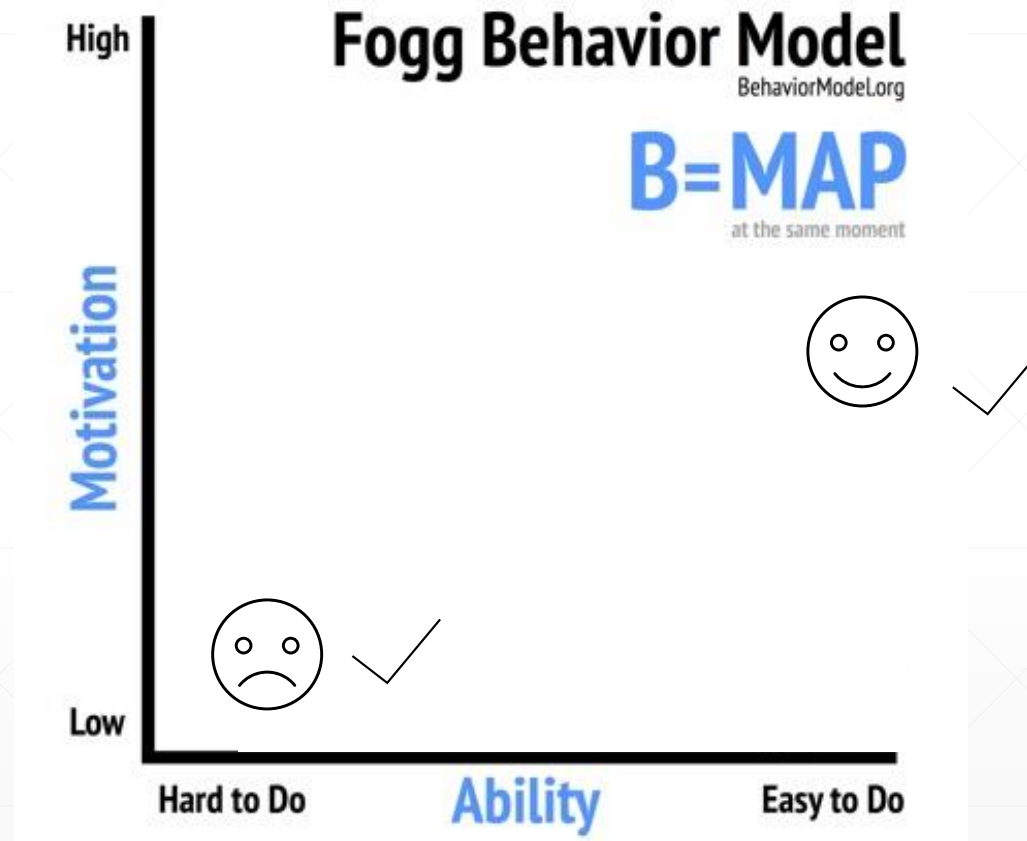 High
Fogg Behavior Model
BehaviorModel.org
B=MAP
at the same moment
Motivation
Low
Hard to Do
Ability
Easy to Do